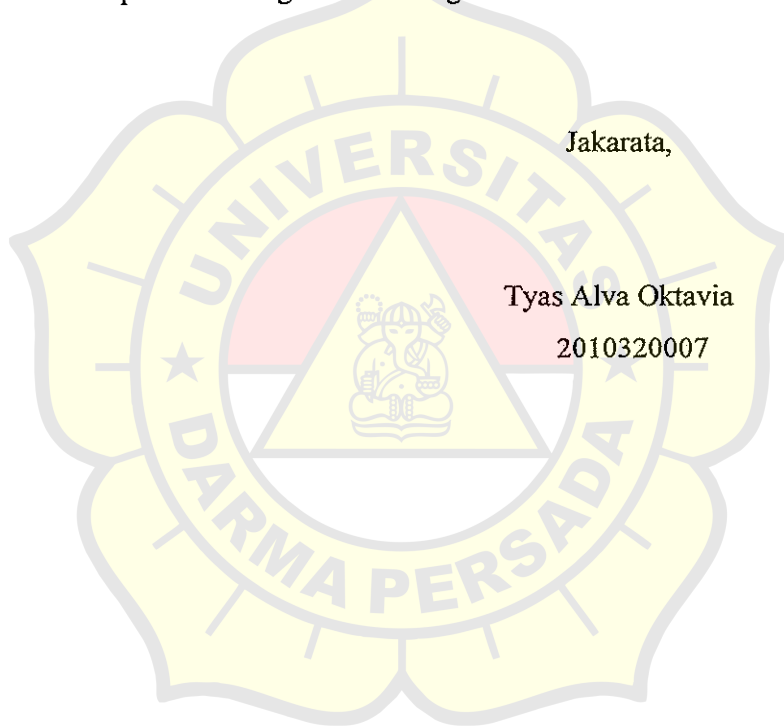 Jakarata,
Tyas Alva Oktavia
2010320007
UNIVERSITAS
DARMA PERSADA